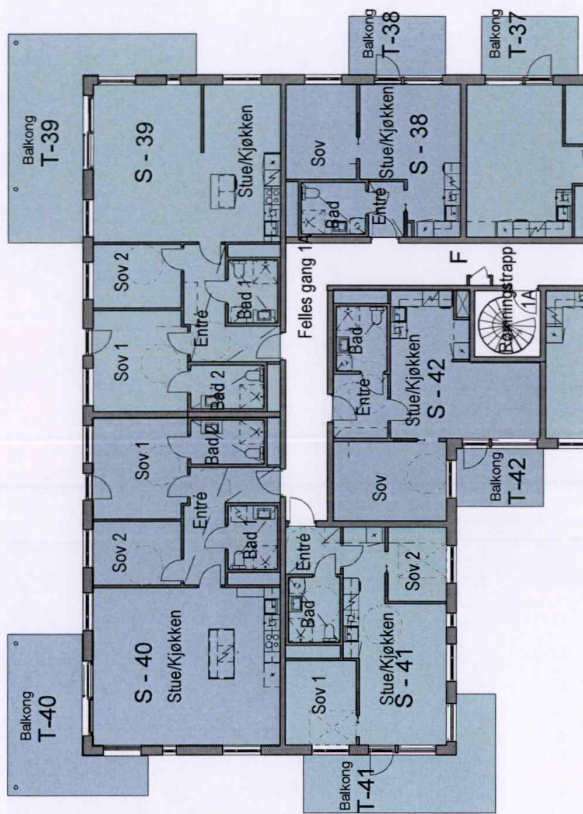 Balkong
T-39
Balkong
T-38
Balkong
T-37
S - 39
Stue/Kjøkken
Sov
Stue/Kjøkken
S - 38
Sov 2
Bad
Entré
Bad 1
Sov 1
Entré
Bad 2
Felles gang 1A
F
Rømningstrapp
1A
Bad
Sov 1
Bad 2
Entré
Stue/Kjøkken
S - 42
Sov 2
Bad 1
Sov
Balkong
T-42
Entré
Sov 2
Bad
S - 40
Stue/Kjøkken
Stue/Kjøkken
S - 41
Sov 1
Balkong
T-40
Balkong
T-41